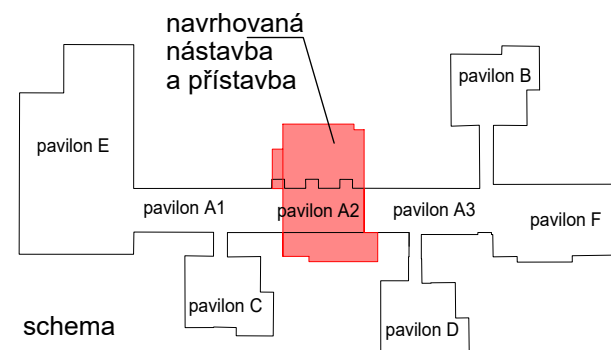 navrhovaná
nástavba
a přístavba
pavilon B
pavilon E
pavilon A1
pavilon A2
pavilon A3
pavilon F
pavilon C
pavilon D
schema